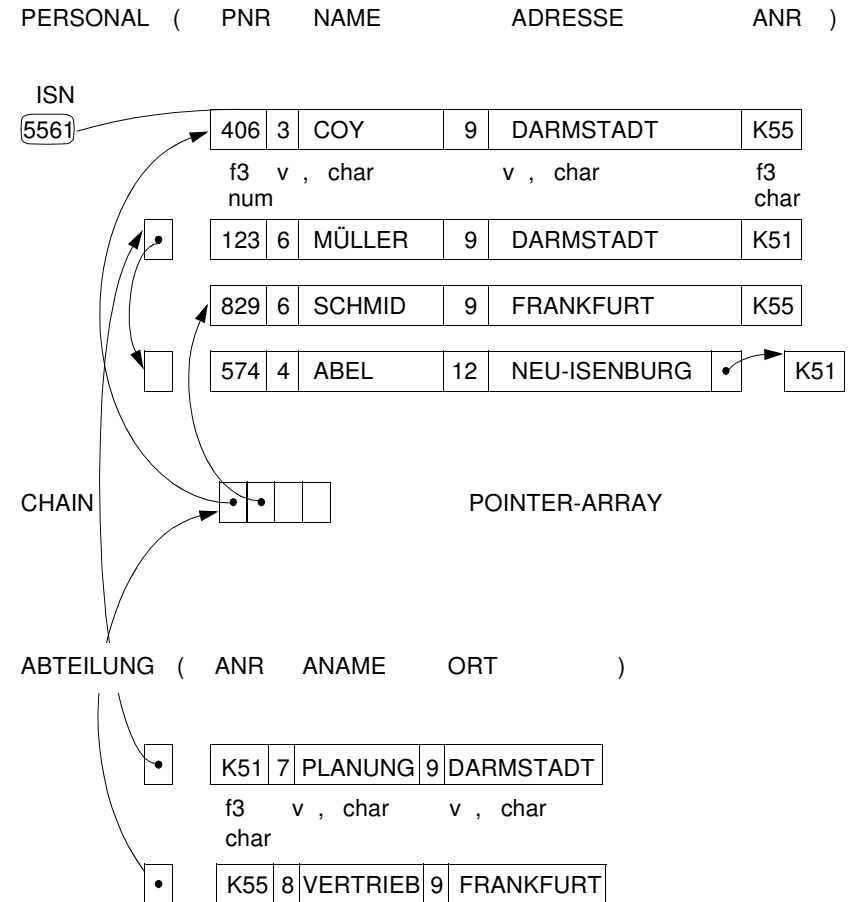 PERSONAL ( PNR NAME ADRESSE ANR )
ISN
5561 406 3 COY 9 DARMSTADT K55
f3 v , char v , char f3
num char
123 6 MÜLLER 9 DARMSTADT K51
829 6 SCHMID 9 FRANKFURT K55
574 4 ABEL 12 NEU-ISENBURG K51
CHAIN POINTER-ARRAY
ABTEILUNG ( ANR ANAME ORT )
K51 7 PLANUNG 9 DARMSTADT
f3 v , char v , char
char
K55 8 VERTRIEB 9 FRANKFURT